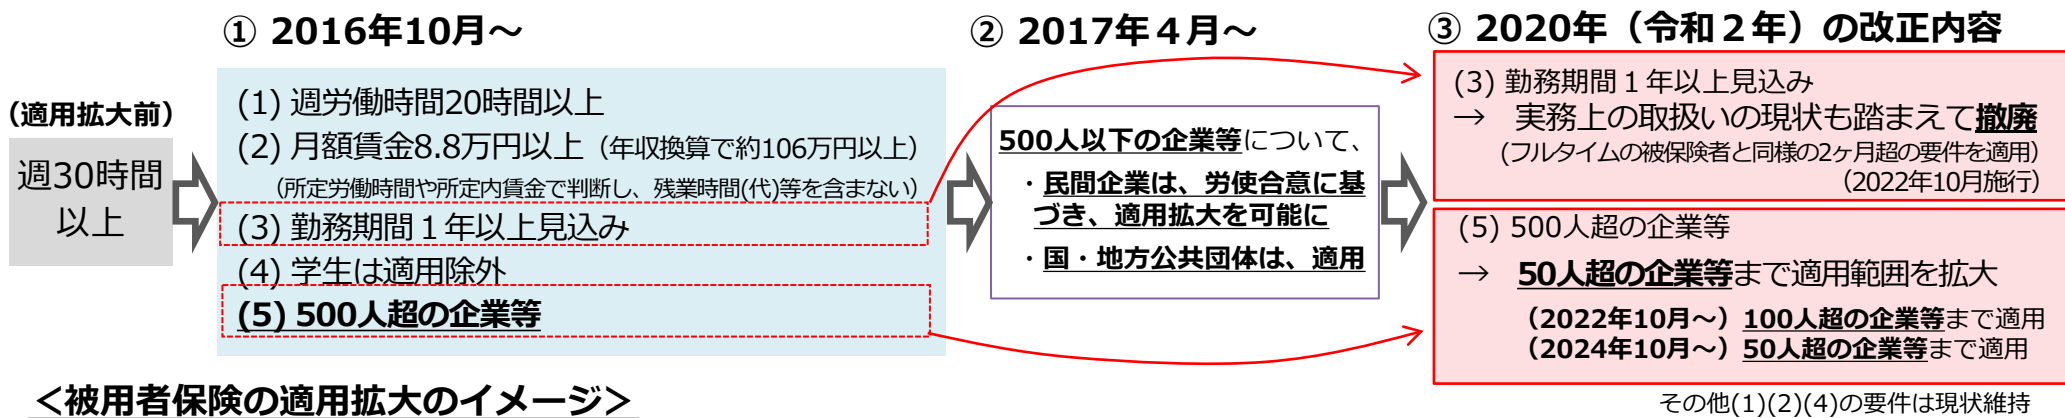 ① 2016年10月～
② 2017年４月～
③ 2020年（令和２年）の改正内容
（適用拡大前）
週30時間
以上
(1) 週労働時間20時間以上
(2) 月額賃金8.8万円以上（年収換算で約106万円以上）
（所定労働時間や所定内賃金で判断し、残業時間(代)等を含まない）
(3) 勤務期間１年以上見込み
(4) 学生は適用除外
(5) 500人超の企業等
500人以下の企業等について、
・民間企業は、労使合意に基
づき、適用拡大を可能に
・国・地方公共団体は、適用
(3) 勤務期間１年以上見込み
→ 実務上の取扱いの現状も踏まえて撤廃
(フルタイムの被保険者と同様の2ヶ月超の要件を適用)
（2022年10月施行）
(5) 500人超の企業等
→ 50人超の企業等まで適用範囲を拡大
（2022年10月～）100人超の企業等まで適用
（2024年10月～）50人超の企業等まで適用
その他(1)(2)(4)の要件は現状維持
＜被用者保険の適用拡大のイメージ＞